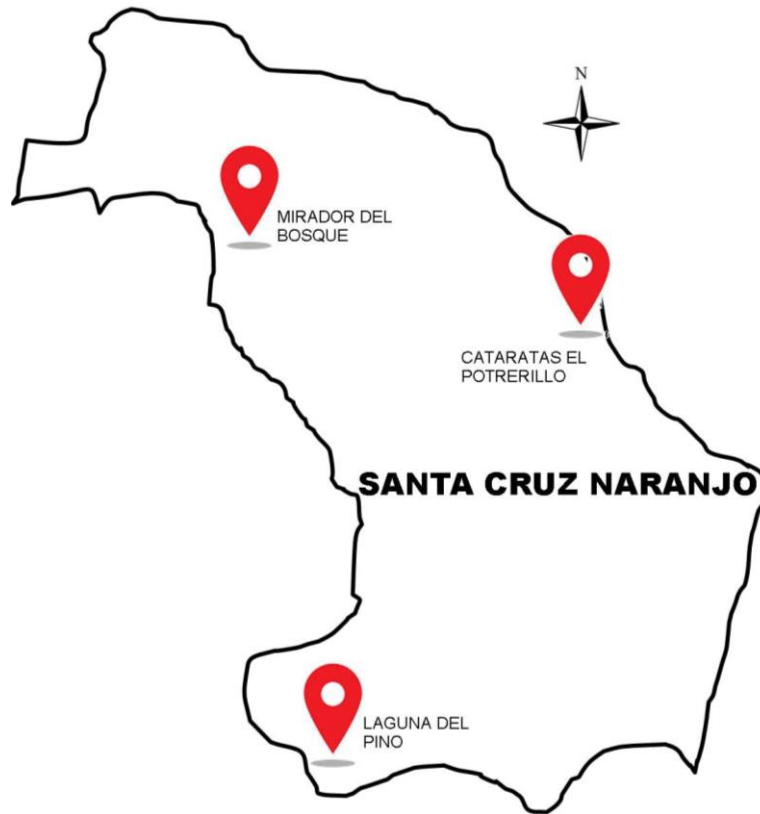 N
MIRADOR DEL
BOSQUE
CATARATAS EL
POTRERILLO
SANTA CRUZ NARANJO
LAGUNA DEL
PINO